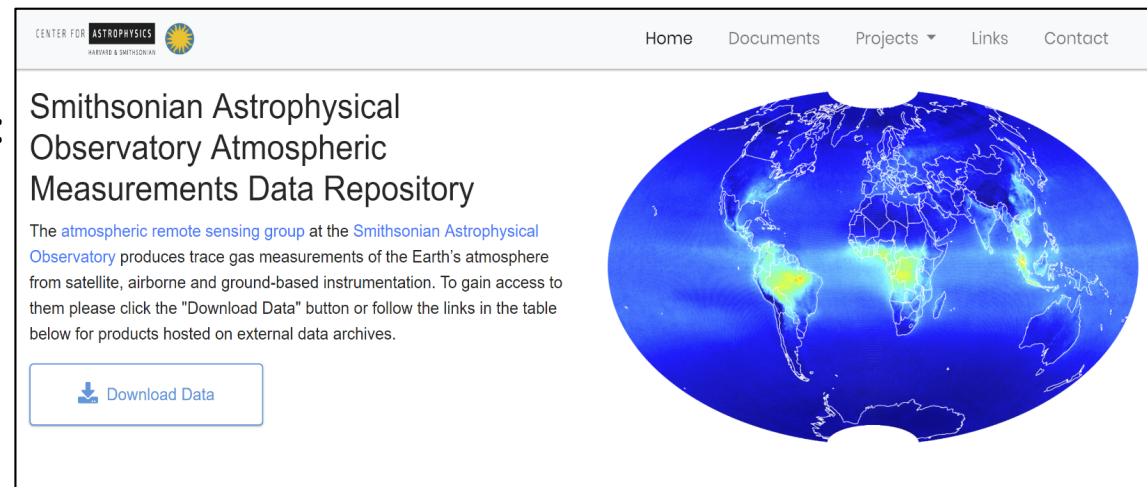 CENTER FOR ASTROPHYSICS
HARVARD & SMITHSONIAN
Home Documents Projects Links Contact
Smithsonian Astrophysical
Observatory Atmospheric
Measurements Data Repository
The atmospheric remote sensing group at the Smithsonian Astrophysical
Observatory produces trace gas measurements of the Earth's atmosphere
from satellite, airborne and ground-based instrumentation. To gain access to
them please click the "Download Data" button or follow the links in the table
below for products hosted on external data archives.
Download Data